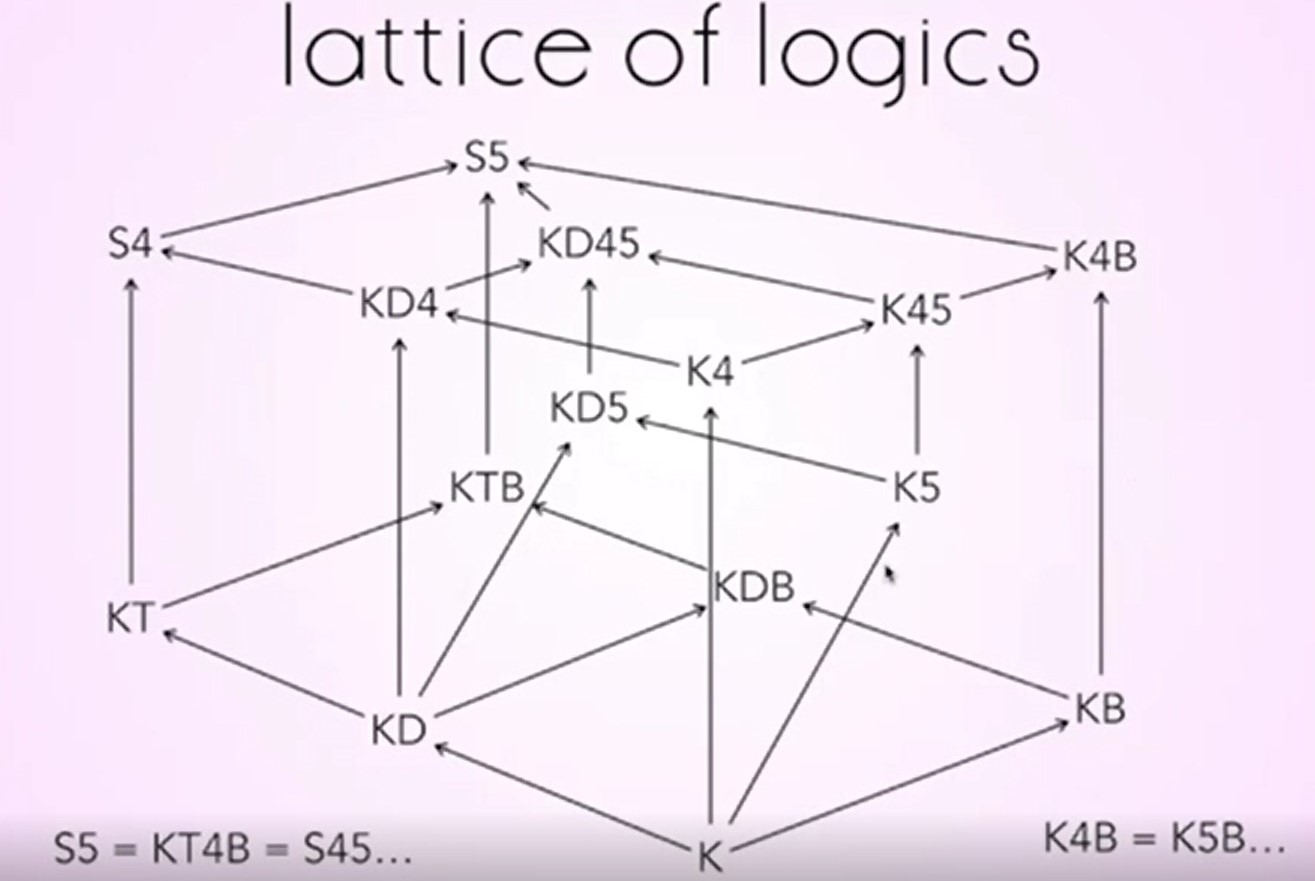 lattice of logics
S5
S4
KD45
K4B
KD4
K45
K4
KD5
KTB
K5
KDB
KT
KB
KD
K4B = K5B...
S5 = KT4B = S45...
K